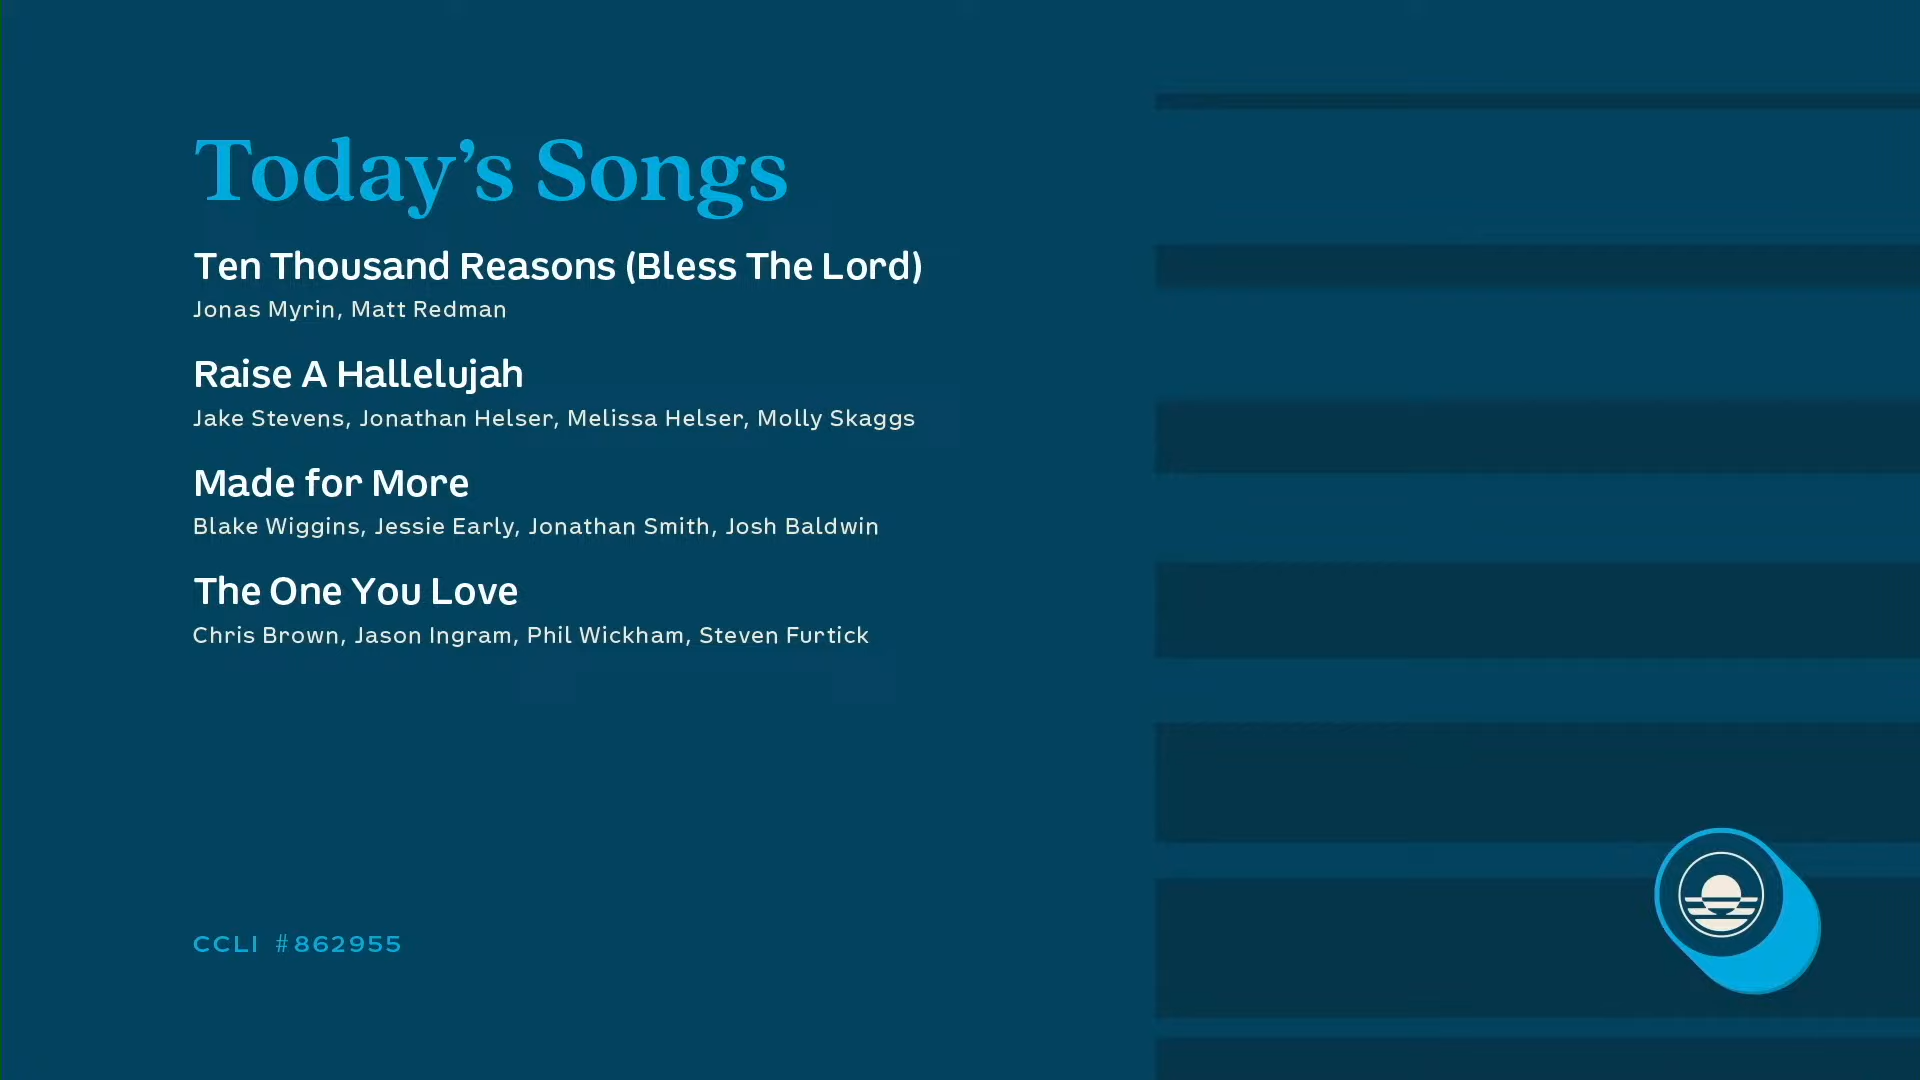 Today’s Songs
Ten Thousand Reasons (Bless The Lord)
Jonas Myrin, Matt Redman
Raise A Hallelujah
Jake Stevens, Jonathan Helser, Melissa Helser, Molly Skaggs
Made for More
Blake Wiggins, Jessie Early, Jonathan Smith, Josh Baldwin
The One You Love
Chris Brown, Jason Ingram, Phil Wickham, Steven Furtick
CCLI #862955